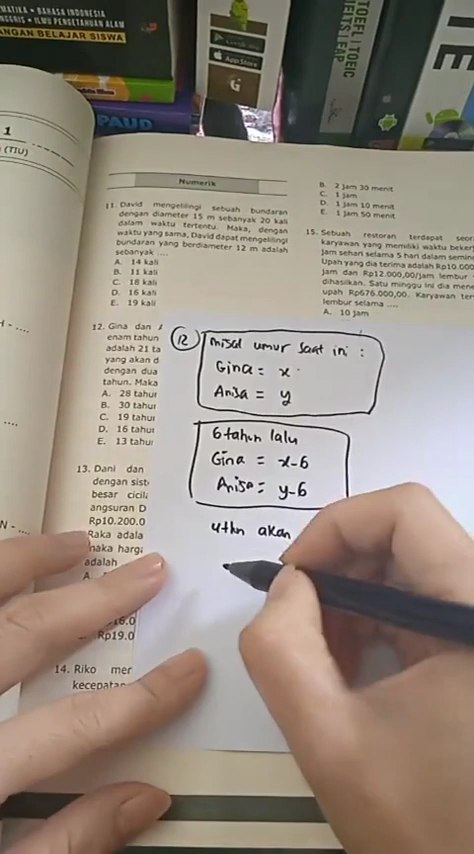 BAHASA INDONESIA
ILMU PENGETAHUAN ALAM
NGAN BELAJAR SISWA
App Store
G
TOEFL | TOEIC
IELTS | EAP
PAUD
1
(TIU)
Numerik
11. David mengelilingi sebuah bundaran
dengan diameter 15 m sebanyak 20 kali
dalam waktu tertentu. Maka, dengan
waktu yang sama, David dapat mengelilingi
bundaran yang berdiameter 12 m adalah
sebanyak ....
A. 14 kali
B. 11 kali
C. 18 kali
D. 16 kali
E. 19 kali
12. Gina dan
enam tahun
adalah 21 ta
yang akan d
dengan dua
tahun. Maka
A. 28 tahur
B. 30 tahur
C. 19 tahur
D. 16 tahur
E. 13 tahur
13. Dani dan
dengan sist
besar cicil
angsuran D
Rp10.200.0
Raka adala
maka harg
adalah
A.
16.0
Rp19.0
14. Riko mer
kecepatan
B. 2 jam 30 menit
C. 1 jam
D. 1 jam 10 menit
E. 1 jam 50 menit
15. Sebuah restoran terdapat seor
karyawan yang memiliki waktu beker
jam sehari selama 5 hari dalam semin
Upah yang dia terima adalah Rp10.000
jam dan Rp12.000,00/jam lembur
dihasilkan. Satu minggu ini dia mene
upah Rp676.000,00. Karyawan ter
lembur selama ....
A. 10 jam
12
misal umur saat ini :
Gina = x
Anisa = y
6 tahun lalu
Gina = x-6
Anisa = y-6
4 thn akan